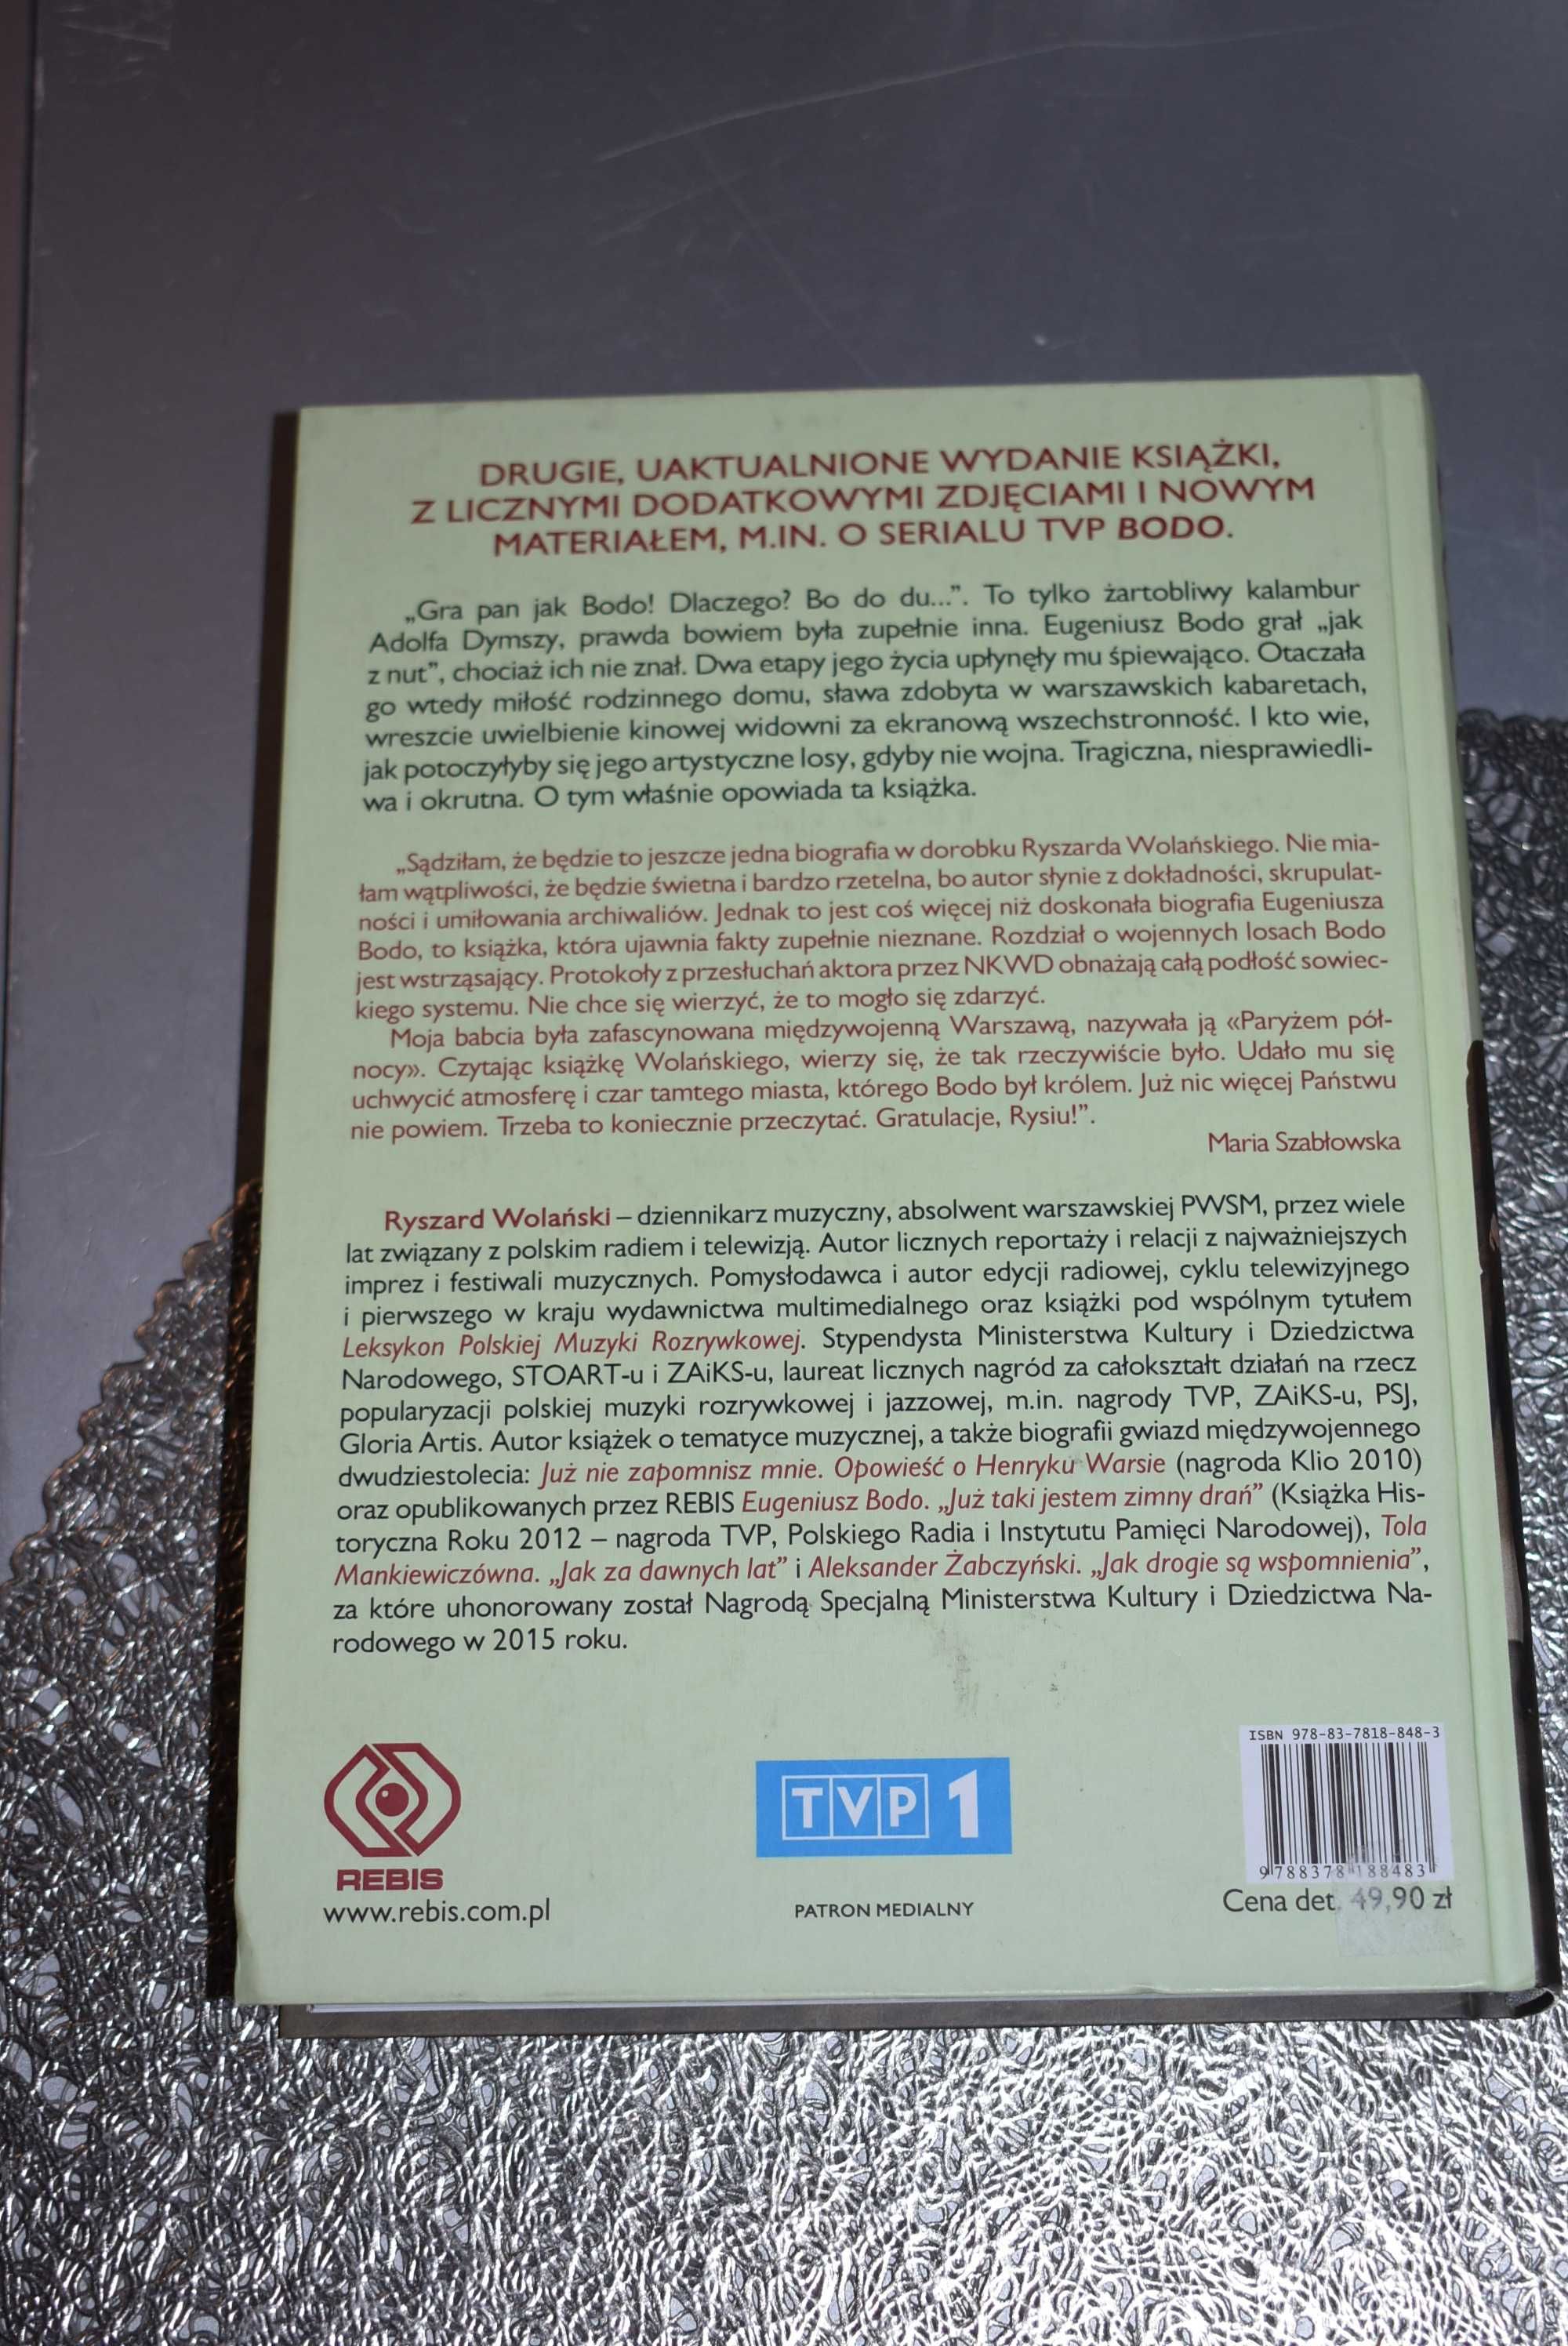 DRUGIE, UAKTUALNIONE WYDANIE KSIĄŻKI,
Z LICZNYMI DODATKOWYMI ZDJĘCIAMI I NOWYM
MATERIAŁEM, M.IN. O SERIALU TVP BODO.
„Gra pan jak Bodo! Dlaczego? Bo do du...”. To tylko żartobliwy kalambur
Adolfa Dymszy, prawda bowiem była zupełnie inna. Eugeniusz Bodo grał „jak
z nut”, chociaż ich nie znał. Dwa etapy jego życia upłynęły mu śpiewająco. Otaczała
go wtedy miłość rodzinnego domu, sława zdobyta w warszawskich kabaretach,
wreszcie uwielbienie kinowej widowni za ekranową wszechstronność. I kto wie,
jak potoczyłyby się jego artystyczne losy, gdyby nie wojna. Tragiczna, niesprawiedli-
wa i okrutna. O tym właśnie opowiada ta książka.
„Sądziłam, że będzie to jeszcze jedna biografia w dorobku Ryszarda Wolańskiego. Nie mia-
łam wątpliwości, że będzie świetna i bardzo rzetelna, bo autor słynie z dokładności, skrupulat-
ności i umiłowania archiwaliów. Jednak to jest coś więcej niż doskonała biografia Eugeniusza
Bodo, to książka, która ujawnia fakty zupełnie nieznane. Rozdział o wojennych losach Bodo
jest wstrząsający. Protokoły z przesłuchań aktora przez NKWD obnażają całą podłość sowiec-
kiego systemu. Nie chce się wierzyć, że to mogło się zdarzyć.
Moja babcia była zafascynowana międzywojenną Warszawą, nazywała ją «Paryżem pół-
nocy». Czytając książkę Wolańskiego, wierzy się, że tak rzeczywiście było. Udało mu się
uchwycić atmosferę i czar tamtego miasta, którego Bodo był królem. Już nic więcej Państwu
nie powiem. Trzeba to koniecznie przeczytać. Gratulacje, Rysiu!”.
Maria Szabłowska
Ryszard Wolański – dziennikarz muzyczny, absolwent warszawskiej PWSM, przez wiele
lat związany z polskim radiem i telewizją. Autor licznych reportaży i relacji z najważniejszych
imprez i festiwali muzycznych. Pomysłodawca i autor edycji radiowej, cyklu telewizyjnego
i pierwszego w kraju wydawnictwa multimedialnego oraz książki pod wspólnym tytułem
Leksykon Polskiej Muzyki Rozrywkowej. Stypendysta Ministerstwa Kultury i Dziedzictwa
Narodowego, STOART-u i ZAiKS-u, laureat licznych nagród za całokształt działań na rzecz
popularyzacji polskiej muzyki rozrywkowej i jazzowej, m.in. nagrody TVP, ZAiKS-u, PSJ,
Gloria Artis. Autor książek o tematyce muzycznej, a także biografii gwiazd międzywojennego
dwudziestolecia: Już nie zapomnisz mnie. Opowieść o Henryku Warsie (nagroda Klio 2010)
oraz opublikowanych przez REBIS Eugeniusz Bodo. „Już taki jestem zimny drań” (Książka His-
toryczna Roku 2012 – nagroda TVP, Polskiego Radia i Instytutu Pamięci Narodowej), Tola
Mankiewiczówna. „Jak za dawnych lat” i Aleksander Żabczyński. „Jak drogie są wspomnienia”,
za które uhonorowany został Nagrodą Specjalną Ministerstwa Kultury i Dziedzictwa Na-
rodowego w 2015 roku.
REBIS
www.rebis.com.pl
TVP 1
PATRON MEDIALNY
ISBN 978-83-7818-848-3
9 788378 188483
Cena det. 49,90 zł